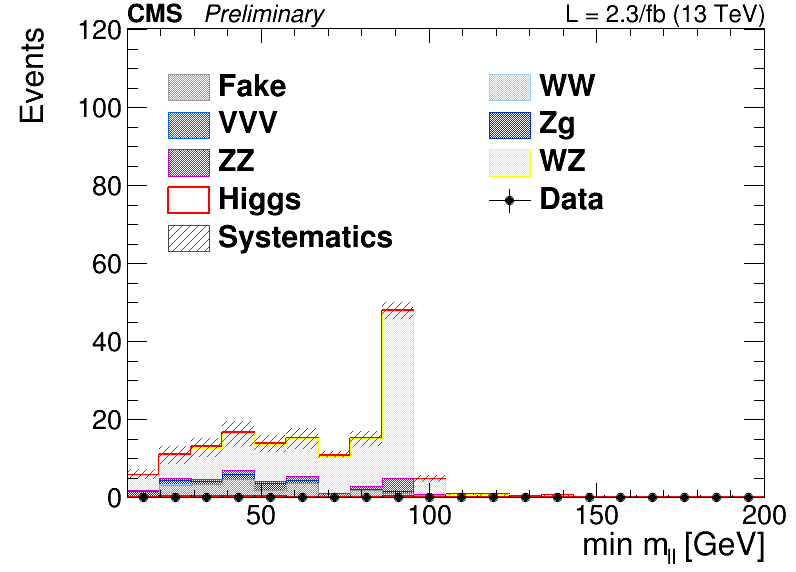 CMS Preliminary L = 2.3/fb (13 TeV)
Events
120
100
80
60
40
20
0
Fake WW
VVV Zg
ZZ WZ
Higgs Data
Systematics
50 100 150 200
min m_ll [GeV]